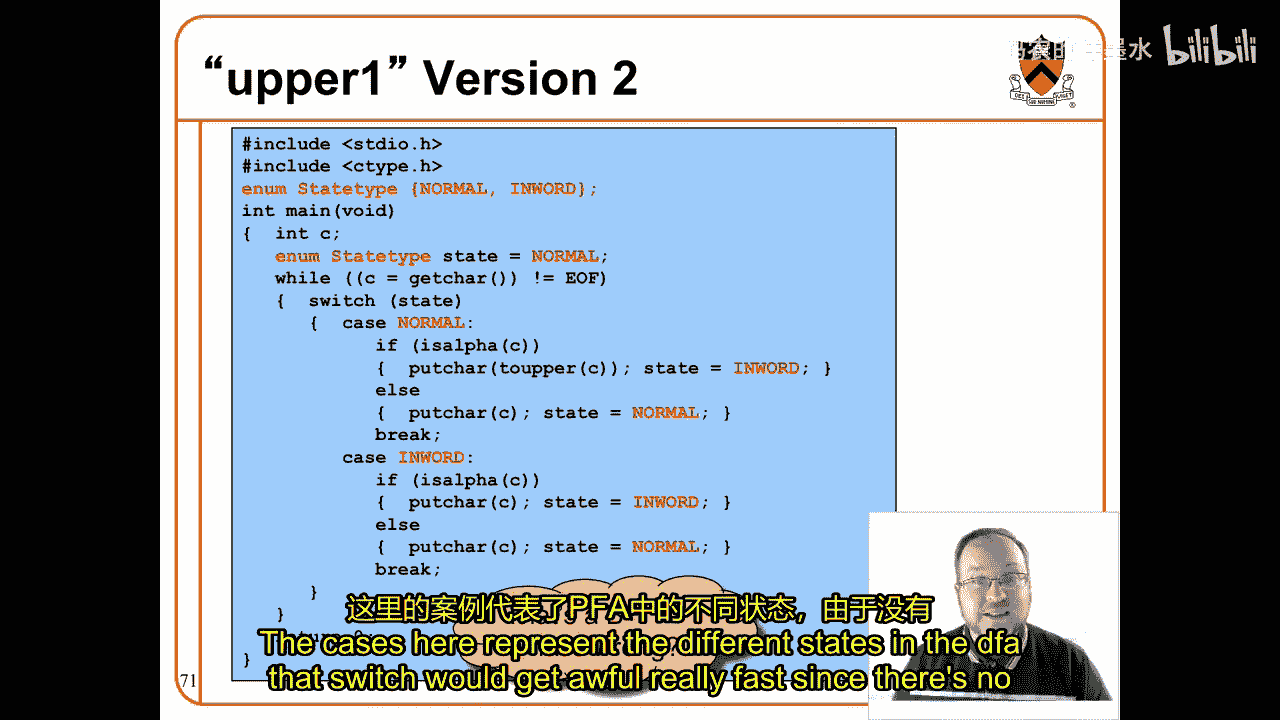 “upper1” Version 2
bilibili
#include <stdio.h>
#include <ctype.h>
enum Statetype {NORMAL, INWORD};
int main(void)
{ int c;
enum Statetype state = NORMAL;
while ((c = getchar()) != EOF)
{ switch (state)
{ case NORMAL:
if (isalpha(c))
{ putchar(toupper(c)); state = INWORD; }
else
{ putchar(c); state = NORMAL; }
break;
case INWORD:
if (isalpha(c))
{ putchar(c); state = INWORD; }
else
{ putchar(c); state = NORMAL; }
break;
}
}
}
这里的案例代表了PFA中的不同状态，由于没有
The cases here represent the different states in the dfa
that switch would get awful really fast since there's no
71